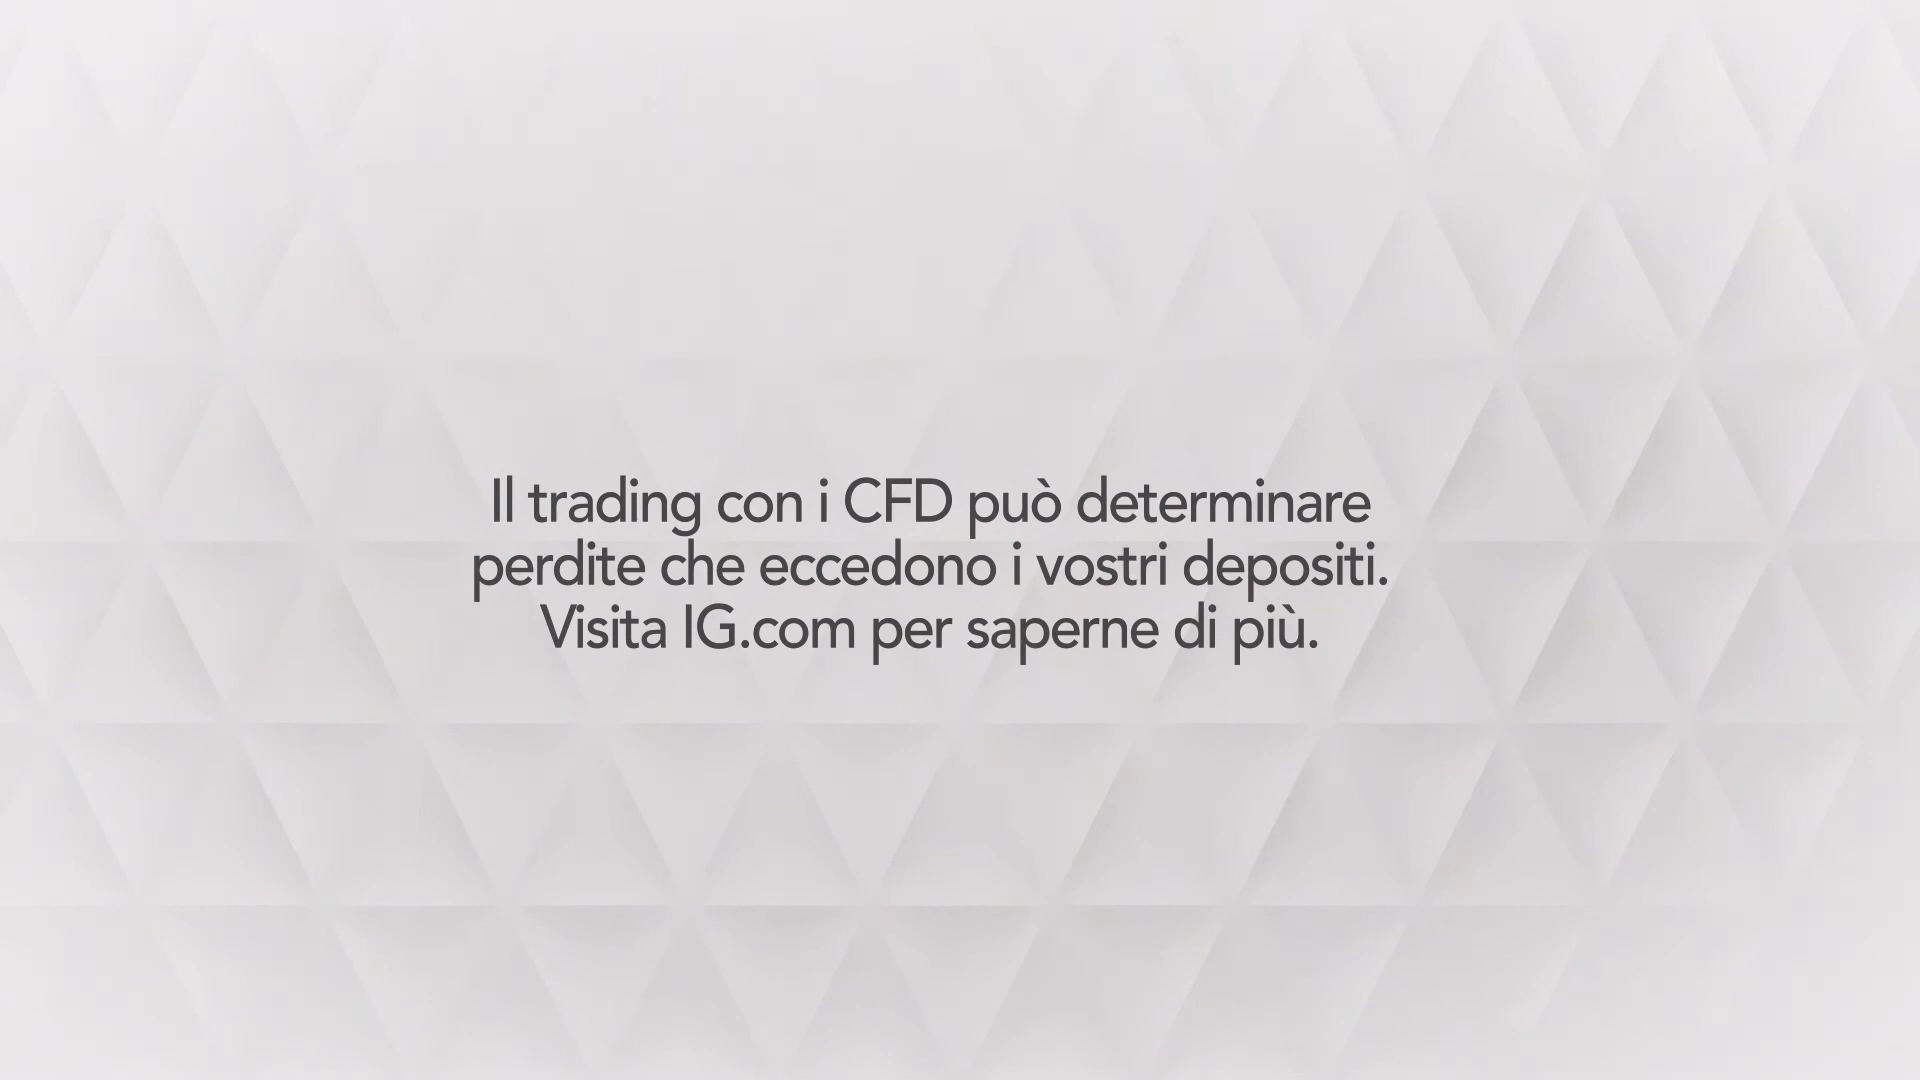 Il trading con i CFD può determinare
perdite che eccedono i vostri depositi.
Visita IG.com per saperne di più.